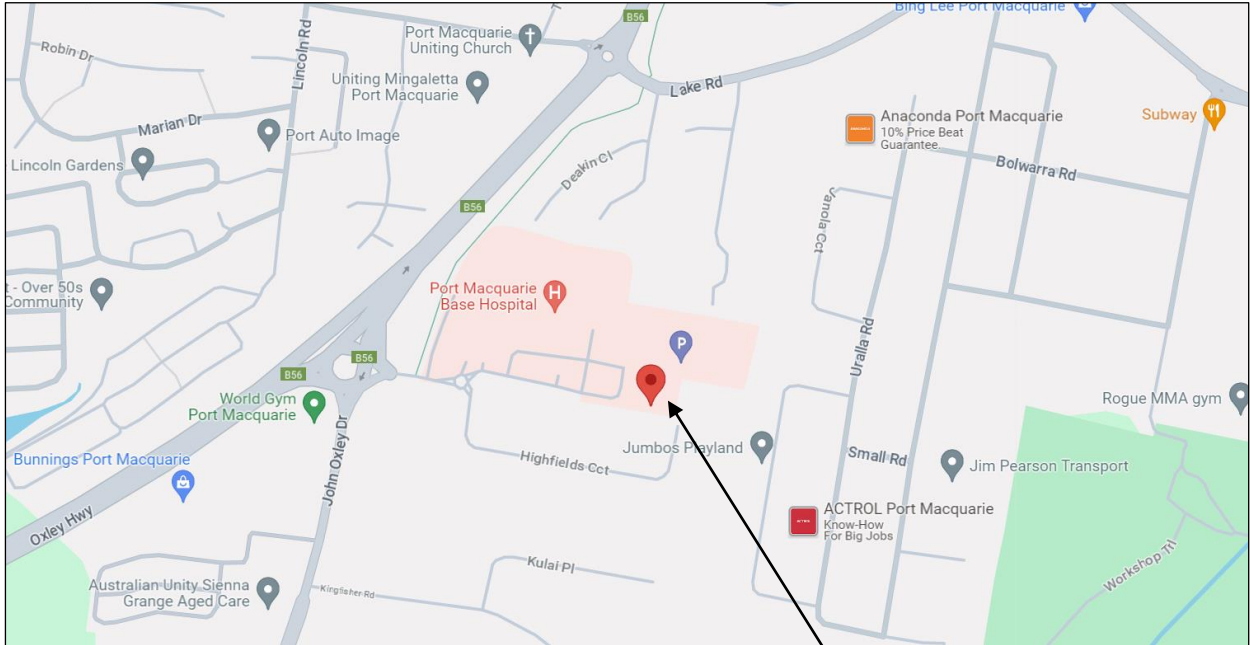 Bing Lee Port Macquarie
B56
Port Macquarie
Uniting Church
Robin Dr
Lincoln Rd
Uniting Mingaletta
Port Macquarie
Lake Rd
Anaconda Port Macquarie
10% Price Beat
Guarantee.
Subway
Marian Dr
Port Auto Image
Lincoln Gardens
Deakin Cl
Bolwarra Rd
B56
Janola Cct
t - Over 50s
Community
Port Macquarie
Base Hospital
H
P
Uralla Rd
B56
B56
World Gym
Port Macquarie
Rogue MMA gym
John Oxley Dr
Bunnings Port Macquarie
Highfields Cct
Jumbos Playland
Small Rd
Jim Pearson Transport
Oxley Hwy
ACTROL Port Macquarie
Know-How
For Big Jobs
Workshop Trl
Kulai Pl
Australian Unity Sienna
Grange Aged Care
Kingfisher Rd